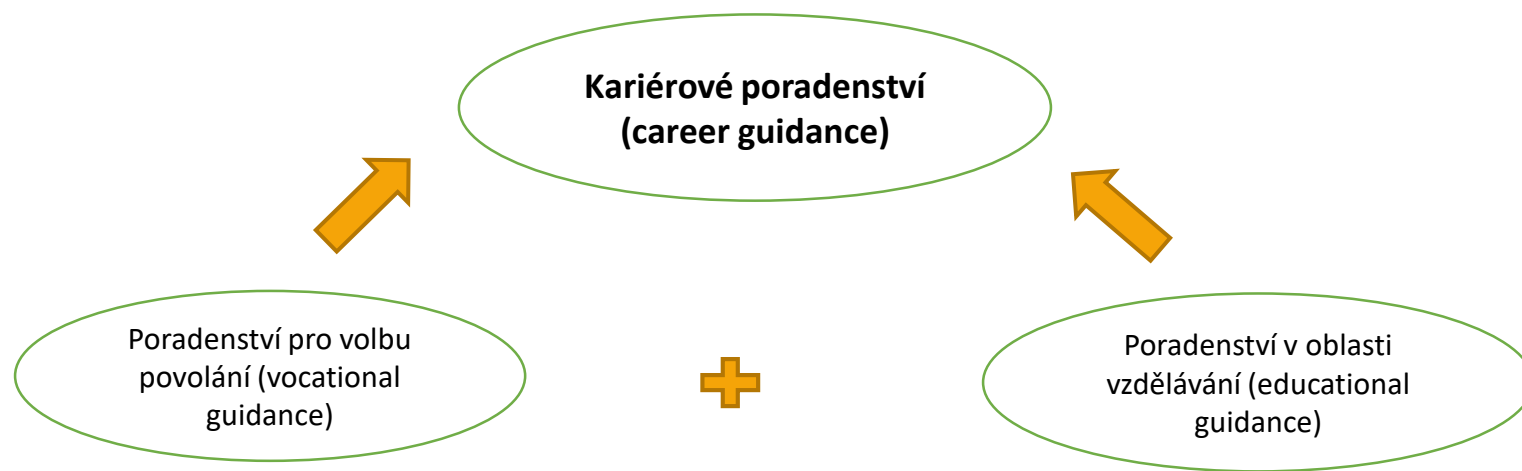 Kariérové poradenství
(career guidance)
Poradenství pro volbu
povolání (vocational
guidance)
Poradenství v oblasti
vzdělávání (educational
guidance)